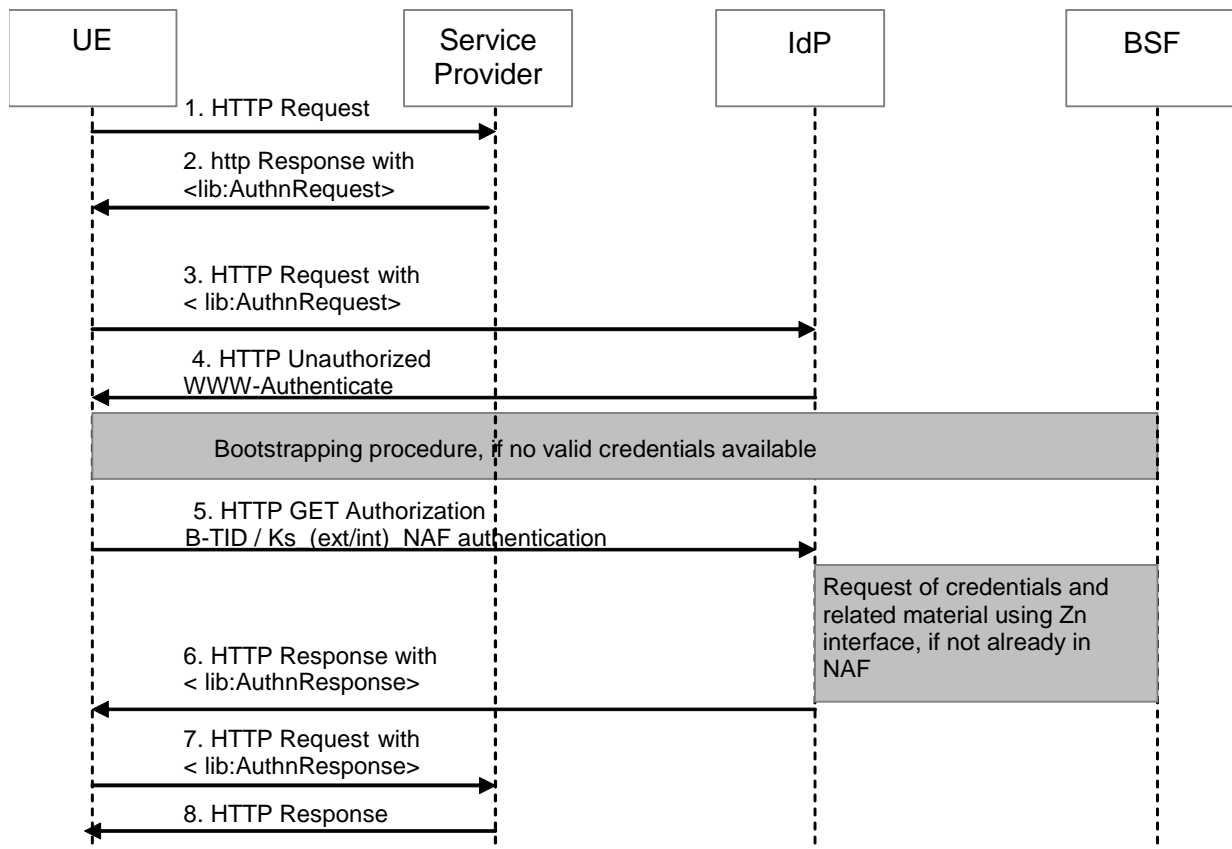 UE
Service
Provider
IdP
BSF
1. HTTP Request
2. http Response with
<lib:AuthnRequest>
3. HTTP Request with
< lib:AuthnRequest>
4. HTTP Unauthorized
WWW-Authenticate
Bootstrapping procedure, if no valid credentials available
5. HTTP GET Authorization
B-TID / Ks_(ext/int)_NAF authentication
Request of credentials and
related material using Zn
interface, if not already in
NAF
6. HTTP Response with
< lib:AuthnResponse>
7. HTTP Request with
< lib:AuthnResponse>
8. HTTP Response